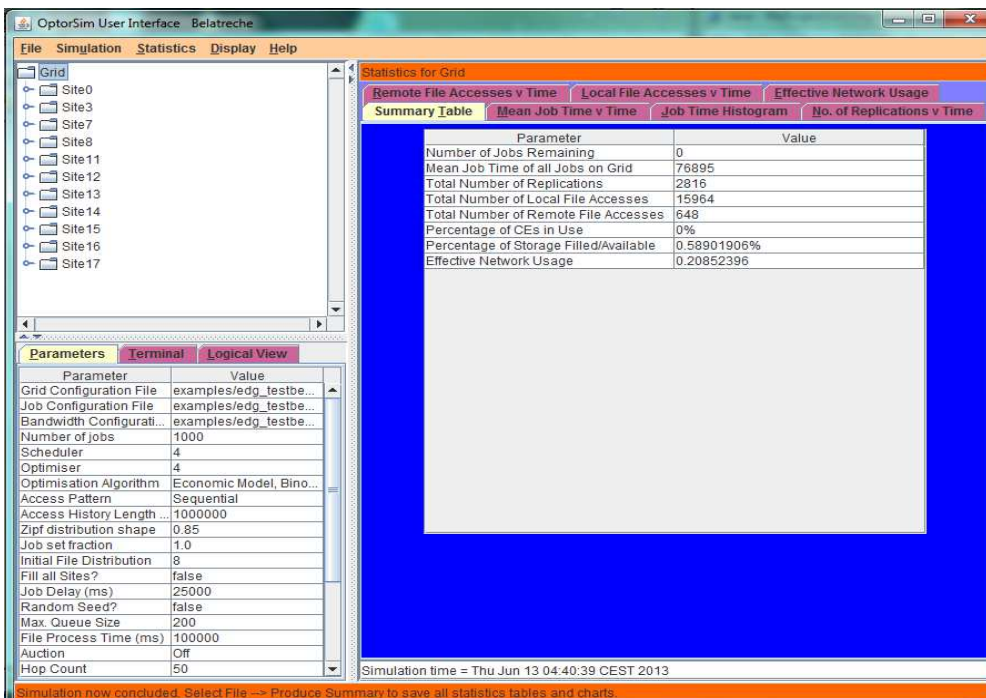 OptorSim User Interface Belatreche
File Simulation Statistics Display Help
Grid
Site0
Site3
Site7
Site8
Site11
Site12
Site13
Site14
Site15
Site16
Site17
Parameters Terminal Logical View
Parameter Value
Grid Configuration File examples/edg_testbe...
Job Configuration File examples/edg_testbe...
Bandwidth Configurati... examples/edg_testbe...
Number of jobs 1000
Scheduler 4
Optimiser 4
Optimisation Algorithm Economic Model, Bino...
Access Pattern Sequential
Access History Length ... 1000000
Zipf distribution shape 0.85
Job set fraction 1.0
Initial File Distribution 8
Fill all Sites? false
Job Delay (ms) 25000
Random Seed? false
Max. Queue Size 200
File Process Time (ms) 100000
Auction Off
Hop Count 50
Statistics for Grid
Remote File Accesses v Time Local File Accesses v Time Effective Network Usage
Summary Table Mean Job Time v Time Job Time Histogram No. of Replications v Time
Parameter Value
Number of Jobs Remaining 0
Mean Job Time of all Jobs on Grid 76895
Total Number of Replications 2816
Total Number of Local File Accesses 15964
Total Number of Remote File Accesses 648
Percentage of CEs in Use 0%
Percentage of Storage Filled/Available 0.58901906%
Effective Network Usage 0.20852396
Simulation time = Thu Jun 13 04:40:39 CEST 2013
Simulation now concluded. Select File --> Produce Summary to save all statistics tables and charts.